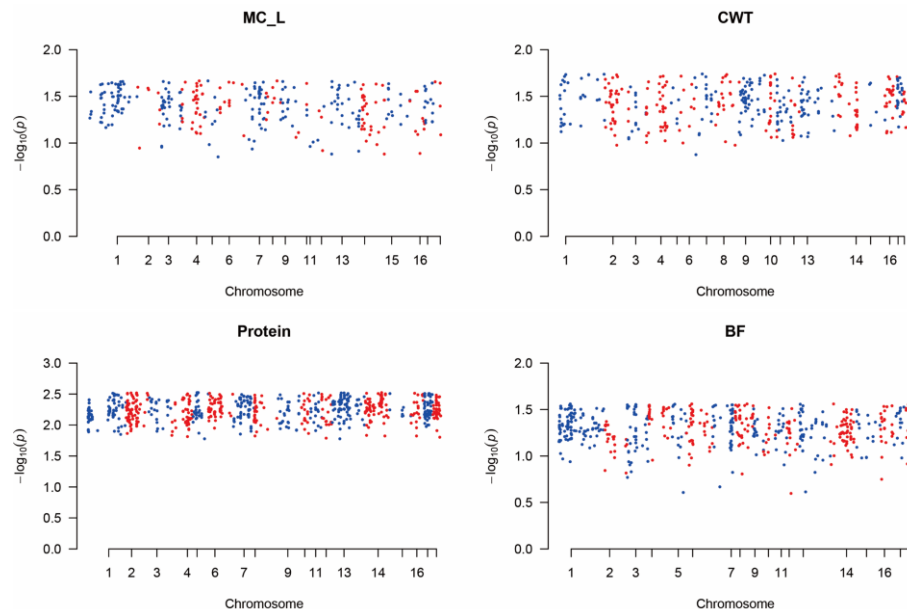 MC_L
2.0
1.5
1.0
0.5
0.0
−log10(p)
1 2 3 4 6 7 9 11 13 15 16
Chromosome
CWT
2.0
1.5
1.0
0.5
0.0
−log10(p)
1 2 3 4 6 8 9 10 13 14 16
Chromosome
Protein
3.0
2.5
2.0
1.5
1.0
0.5
0.0
−log10(p)
1 2 3 4 6 7 9 11 13 14 16
Chromosome
BF
2.0
1.5
1.0
0.5
0.0
−log10(p)
1 2 3 5 7 9 11 14 16
Chromosome